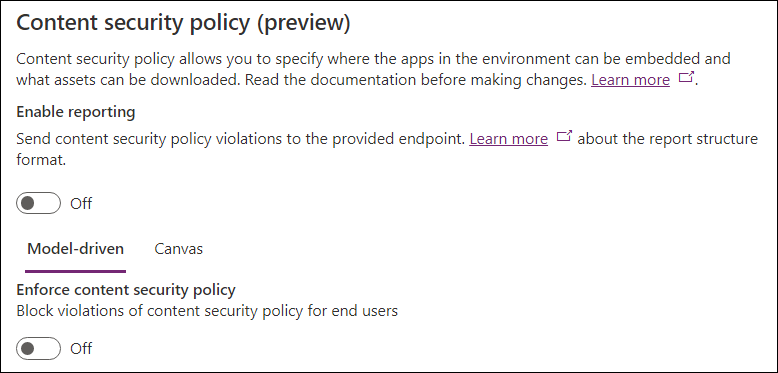 Content security policy (preview)
Content security policy allows you to specify where the apps in the environment can be embedded and
what assets can be downloaded. Read the documentation before making changes. Learn more .
Enable reporting
Send content security policy violations to the provided endpoint. Learn more about the report structure
format.
Off
Model-driven Canvas
Enforce content security policy
Block violations of content security policy for end users
Off